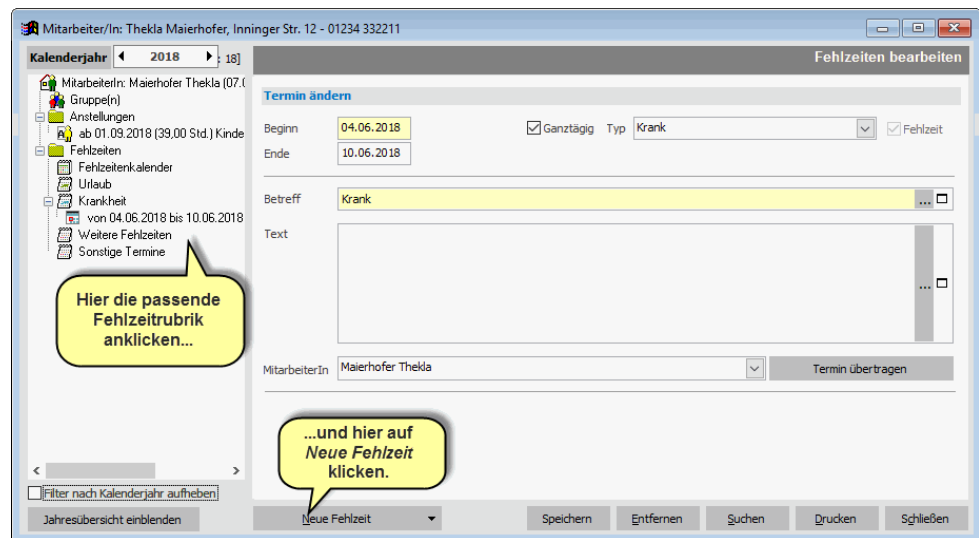 Mitarbeiter/In: Thekla Maierhofer, Inninger Str. 12 - 01234 332211
Kalenderjahr 2018 : 18]
Fehlzeiten bearbeiten
MitarbeiterIn: Maierhofer Thekla (07.0
Gruppe(n)
Anstellungen
ab 01.09.2018 (39,00 Std.) Kinde
Fehlzeiten
Fehlzeitenkalender
Urlaub
Krankheit
von 04.06.2018 bis 10.06.2018
Weitere Fehlzeiten
Sonstige Termine
Hier die passende
Fehlzeitrubrik
anklicken...
Filter nach Kalenderjahr aufheben
Jahresübersicht einblenden
Termin ändern
Beginn 04.06.2018 Ganztägig Typ Krank Fehlzeit
Ende 10.06.2018
Betreff Krank ...
Text
...
MitarbeiterIn Maierhofer Thekla Termin übertragen
...und hier auf
Neue Fehlzeit
klicken.
Neue Fehlzeit Speichern Entfernen Suchen Drucken Schließen